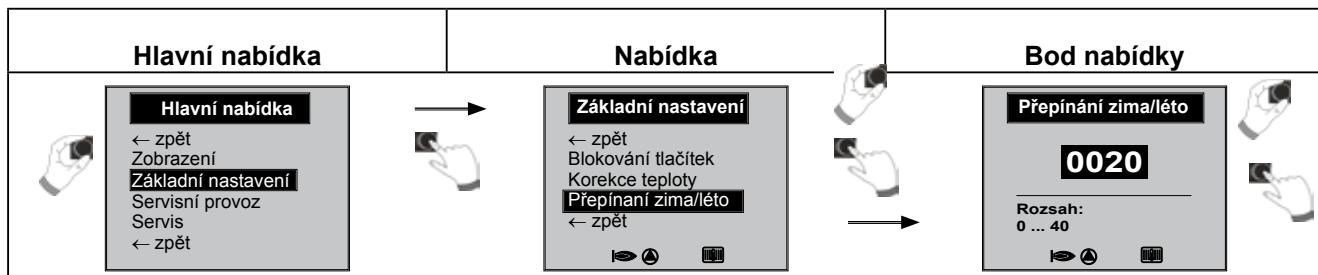 Hlavní nabídka
Nabídka
Bod nabídky
Hlavní nabídka
← zpět
Zobrazení
Základní nastavení
Servisní provoz
Servis
← zpět
Základní nastavení
← zpět
Blokování tlačítek
Korekce teploty
Přepínaní zima/léto
← zpět
Přepínání zima/léto
0020
Rozsah:
0 ... 40